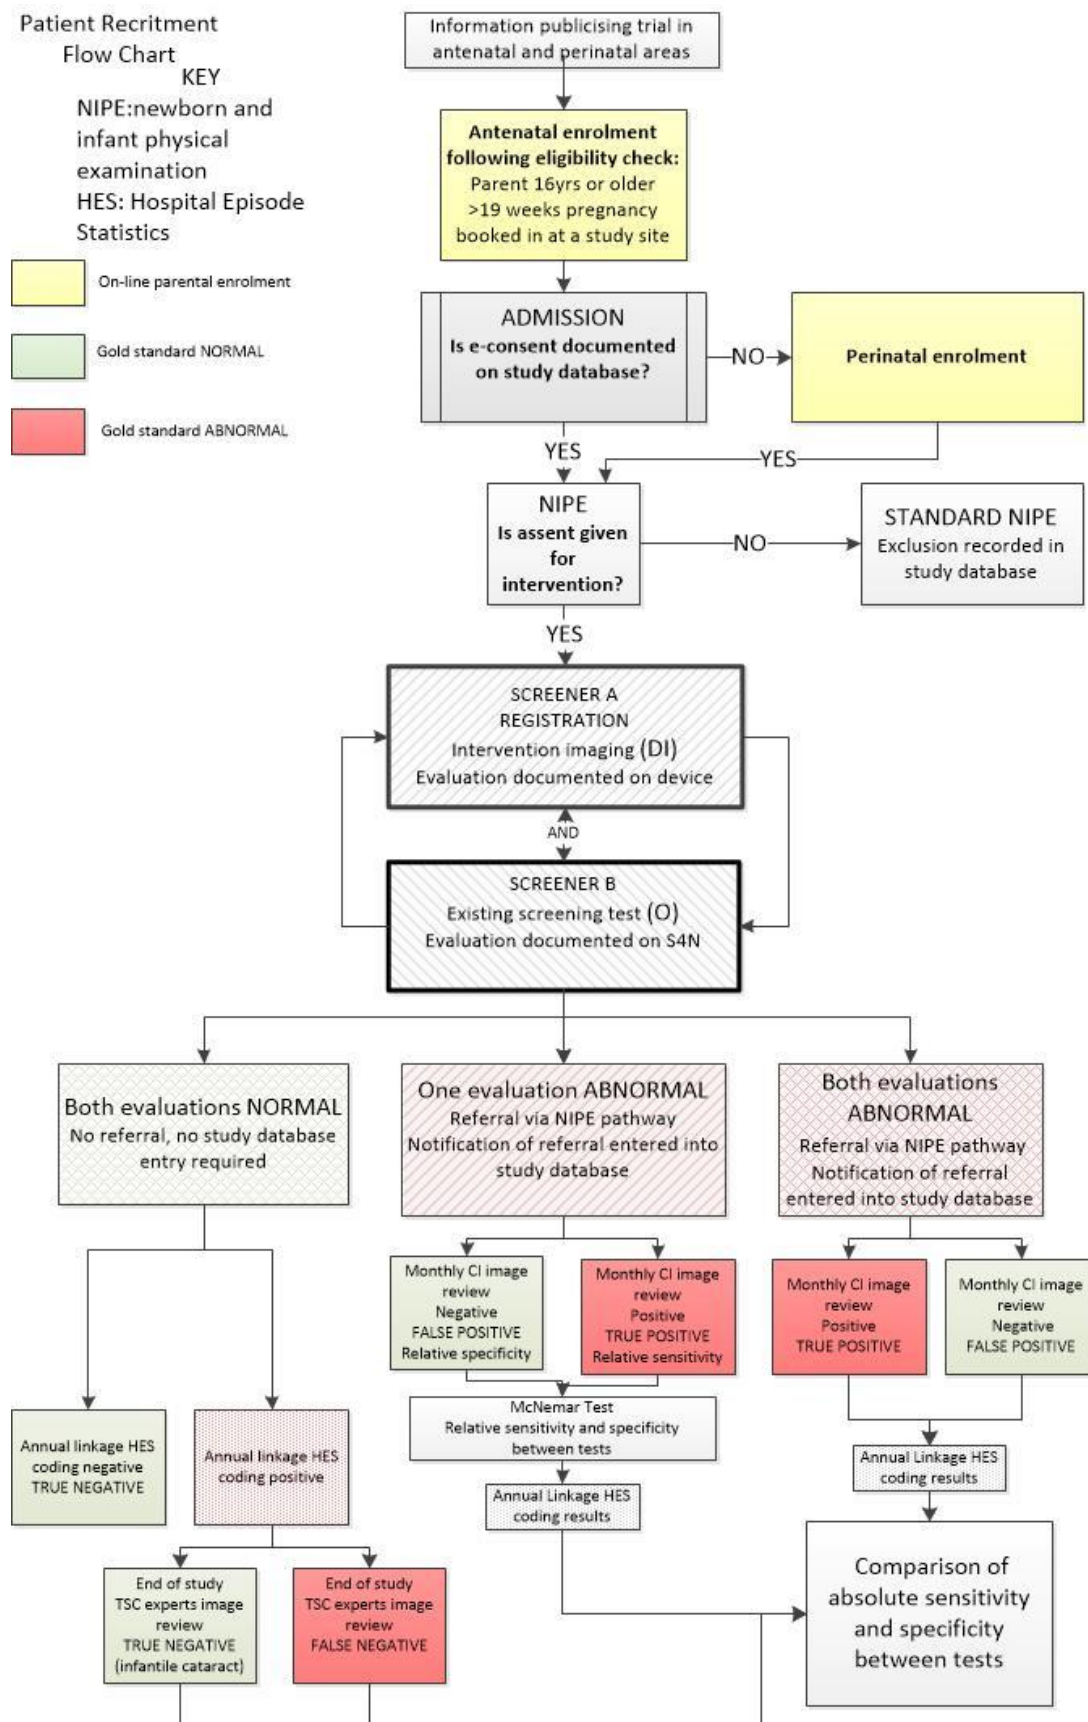 Patient Recritment
Flow Chart
KEY
NIPE:newborn and
infant physical
examination
HES: Hospital Episode
Statistics
On-line parental enrolment
Gold standard NORMAL
Gold standard ABNORMAL
Information publicising trial in
antenatal and perinatal areas
Antenatal enrolment
following eligibility check:
Parent 16yrs or older
>19 weeks pregnancy
booked in at a study site
ADMISSION
Is e-consent documented
on study database?
NO
Perinatal enrolment
YES
YES
NIPE
Is assent given
for
intervention?
NO
STANDARD NIPE
Exclusion recorded in
study database
YES
SCREENER A
REGISTRATION
Intervention imaging (DI)
Evaluation documented on device
AND
SCREENER B
Existing screening test (O)
Evaluation documented on S4N
Both evaluations NORMAL
No referral, no study database
entry required
One evaluation ABNORMAL
Referral via NIPE pathway
Notification of referral entered into
study database
Both evaluations
ABNORMAL
Referral via NIPE pathway
Notification of referral
entered into study database
Monthly CI image
review
Negative
FALSE POSITIVE
Relative specificity
Monthly CI image
review
Positive
TRUE POSITIVE
Relative sensitivity
Monthly CI image
review
Positive
TRUE POSITIVE
Monthly CI image
review
Negative
FALSE POSITIVE
McNemar Test
Relative sensitivity and specificity
between tests
Annual linkage HES
coding negative
TRUE NEGATIVE
Annual linkage HES
coding positive
Annual Linkage HES
coding results
Annual Linkage HES
coding results
End of study
TSC experts image
review
TRUE NEGATIVE
(infantile cataract)
End of study
TSC experts image
review
FALSE NEGATIVE
Comparison of
absolute sensitivity
and specificity
between tests